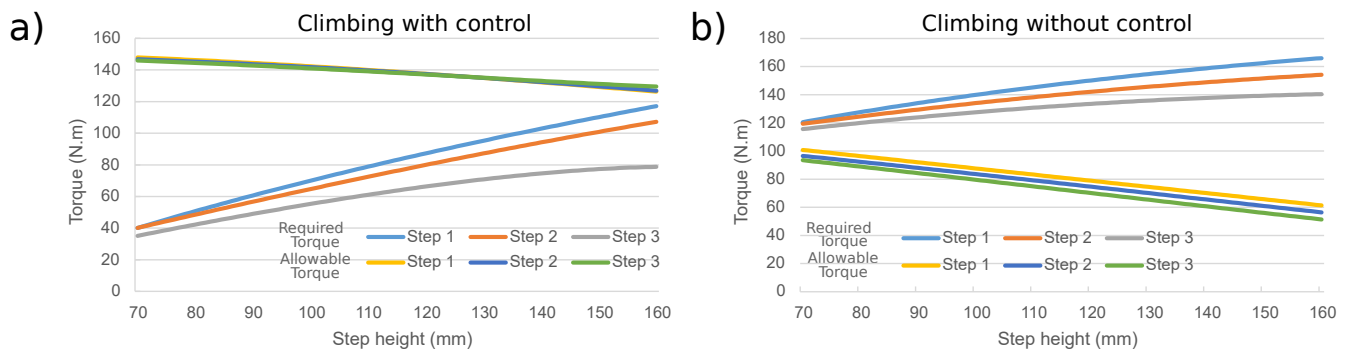 a)
Climbing with control
160
140
120
100
80
60
40
20
0
Torque (N.m)
Required
Torque
Step 1
Step 2
Step 3
Allowable
Torque
Step 1
Step 2
Step 3
70 80 90 100 110 120 130 140 150 160
Step height (mm)
b)
Climbing without control
180
160
140
120
100
80
60
40
20
0
Torque (N.m)
Required
Torque
Step 1
Step 2
Step 3
Allowable
Torque
Step 1
Step 2
Step 3
70 80 90 100 110 120 130 140 150 160
Step height (mm)